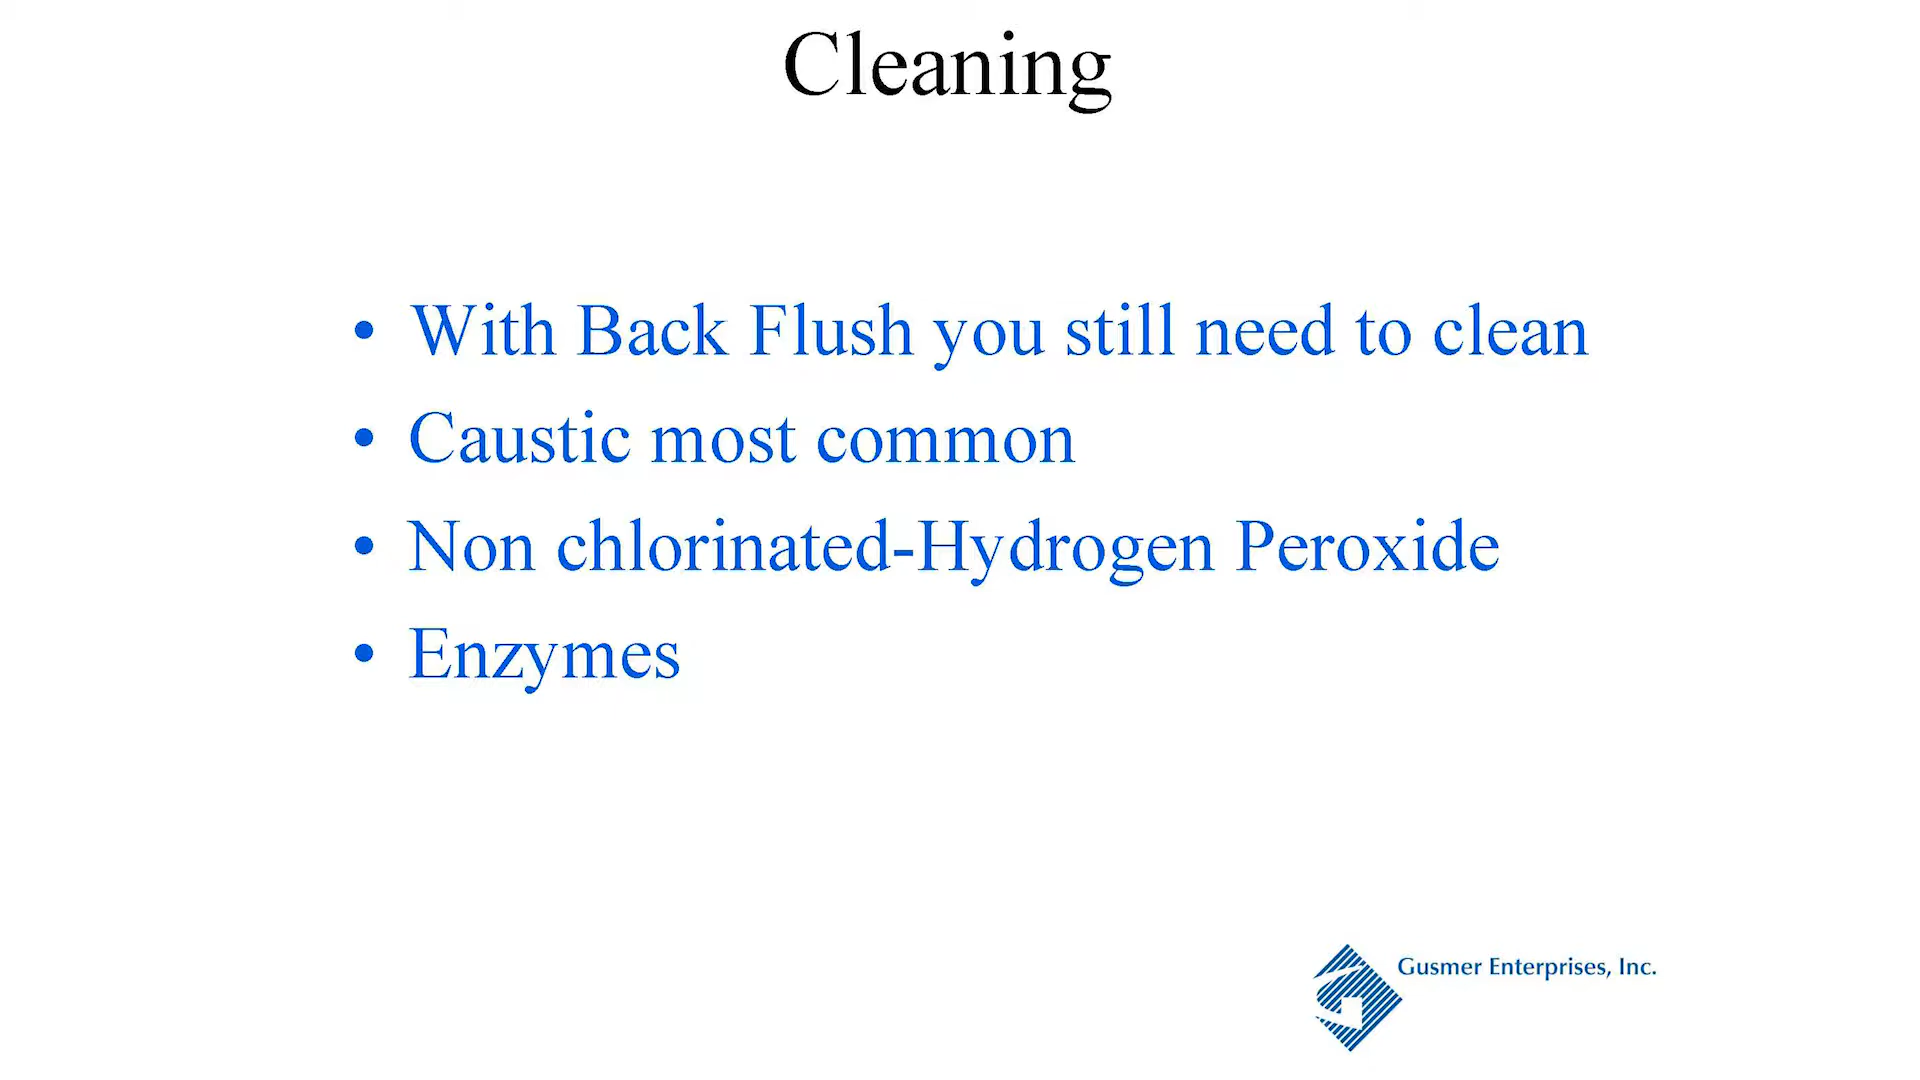 Cleaning
• With Back Flush you still need to clean
• Caustic most common
• Non chlorinated-Hydrogen Peroxide
• Enzymes
Gusmer Enterprises, Inc.